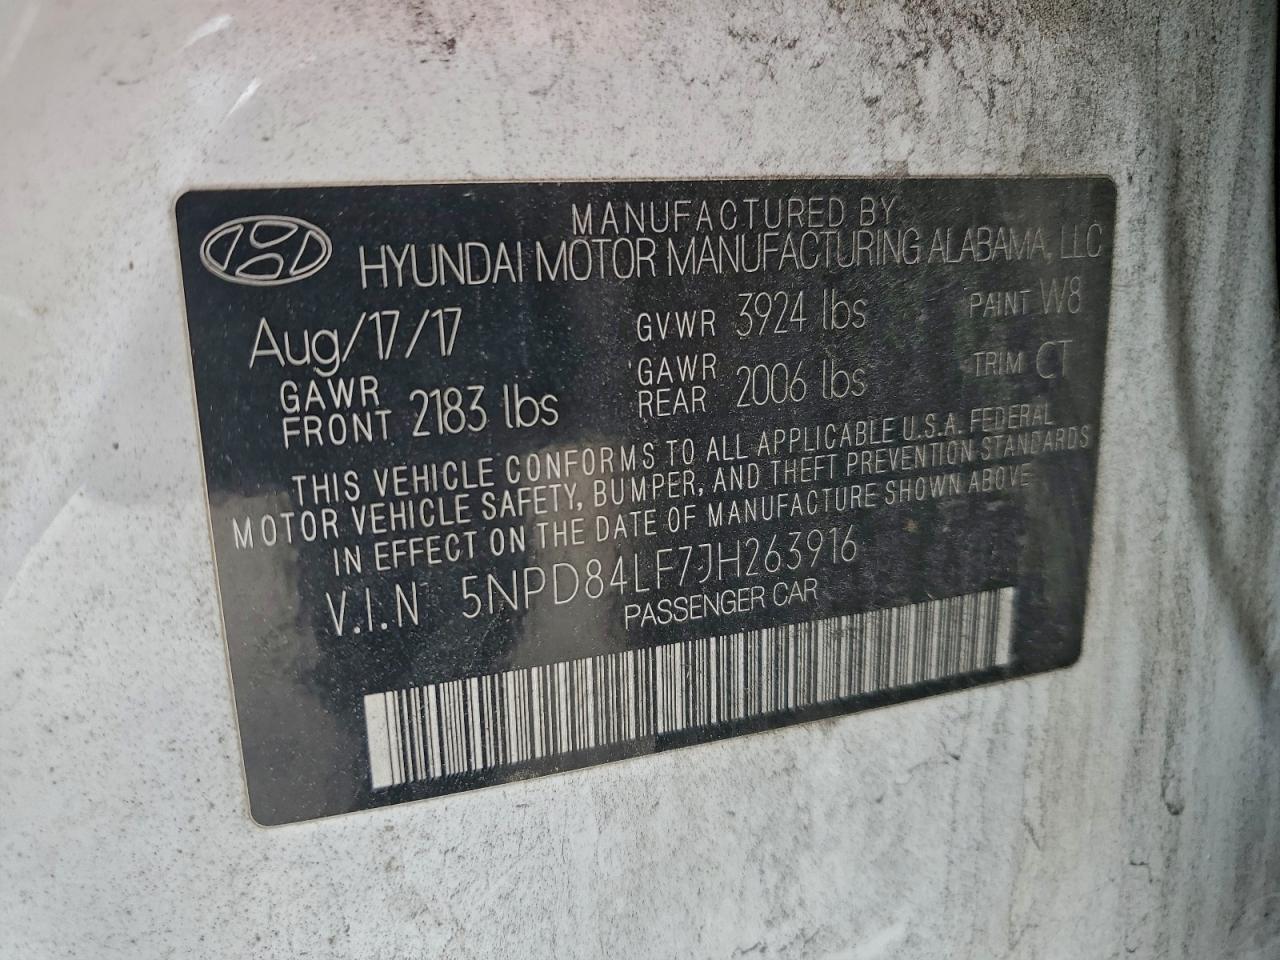 MANUFACTURED BY
HYUNDAI MOTOR MANUFACTURING ALABAMA, LLC
Aug/17/17 GVWR 3924 lbs PAINT W8
GAWR FRONT 2183 lbs GAWR REAR 2006 lbs TRIM CT
THIS VEHICLE CONFORMS TO ALL APPLICABLE U.S.A. FEDERAL
MOTOR VEHICLE SAFETY, BUMPER, AND THEFT PREVENTION STANDARDS
IN EFFECT ON THE DATE OF MANUFACTURE SHOWN ABOVE
V.I.N 5NPD84LF7JH263916
PASSENGER CAR